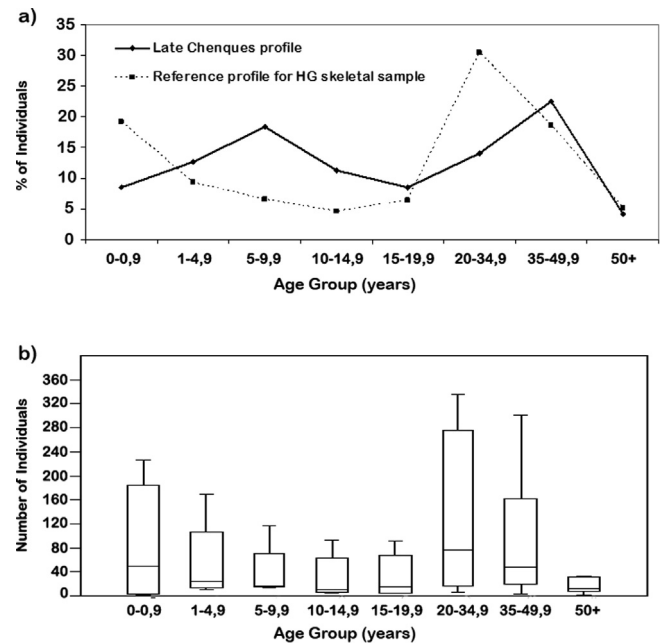 a)
35
30
25
20
15
10
5
0
% of Individuals
Late Chenques profile
Reference profile for HG skeletal sample
0-0,9 1-4,9 5-9,9 10-14,9 15-19,9 20-34,9 35-49,9 50+
Age Group (years)
b)
360
320
280
240
200
160
120
80
40
0
Number of Individuals
0-0,9 1-4,9 5-9,9 10-14,9 15-19,9 20-34,9 35-49,9 50+
Age Group (years)